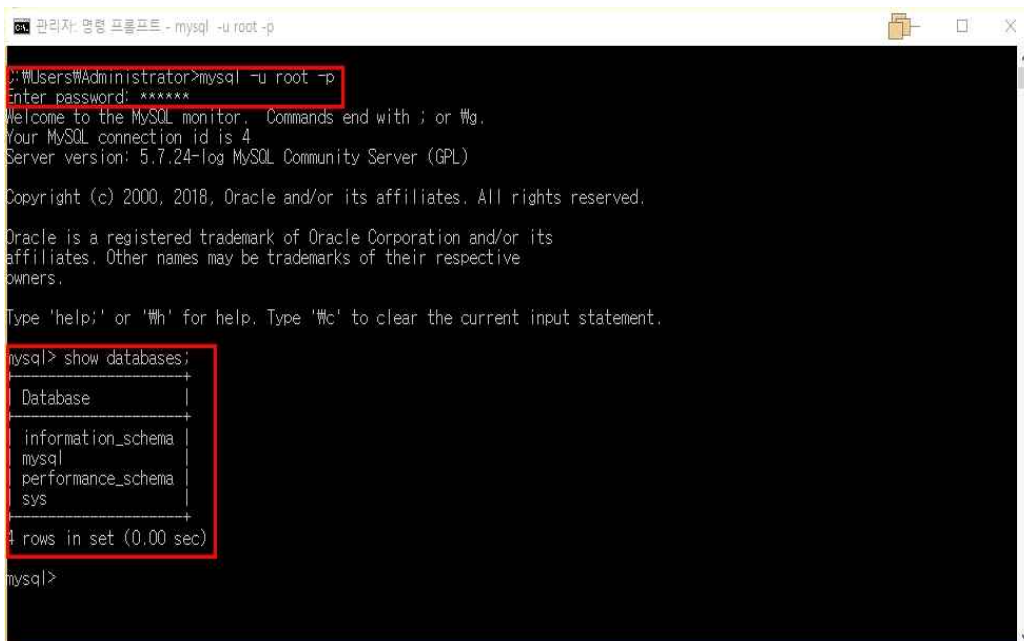 관리자: 명령 프롬프트 - mysql -u root -p
C:₩Users₩Administrator>mysql -u root -p
Enter password: ******
Welcome to the MySQL monitor.  Commands end with ; or ₩g.
Your MySQL connection id is 4
Server version: 5.7.24-log MySQL Community Server (GPL)
Copyright (c) 2000, 2018, Oracle and/or its affiliates. All rights reserved.
Oracle is a registered trademark of Oracle Corporation and/or its
affiliates. Other names may be trademarks of their respective
owners.
Type 'help;' or '₩h' for help. Type '₩c' to clear the current input statement.
mysql> show databases;
+--------------------+
| Database           |
+--------------------+
| information_schema |
| mysql              |
| performance_schema |
| sys                |
+--------------------+
4 rows in set (0.00 sec)
mysql>